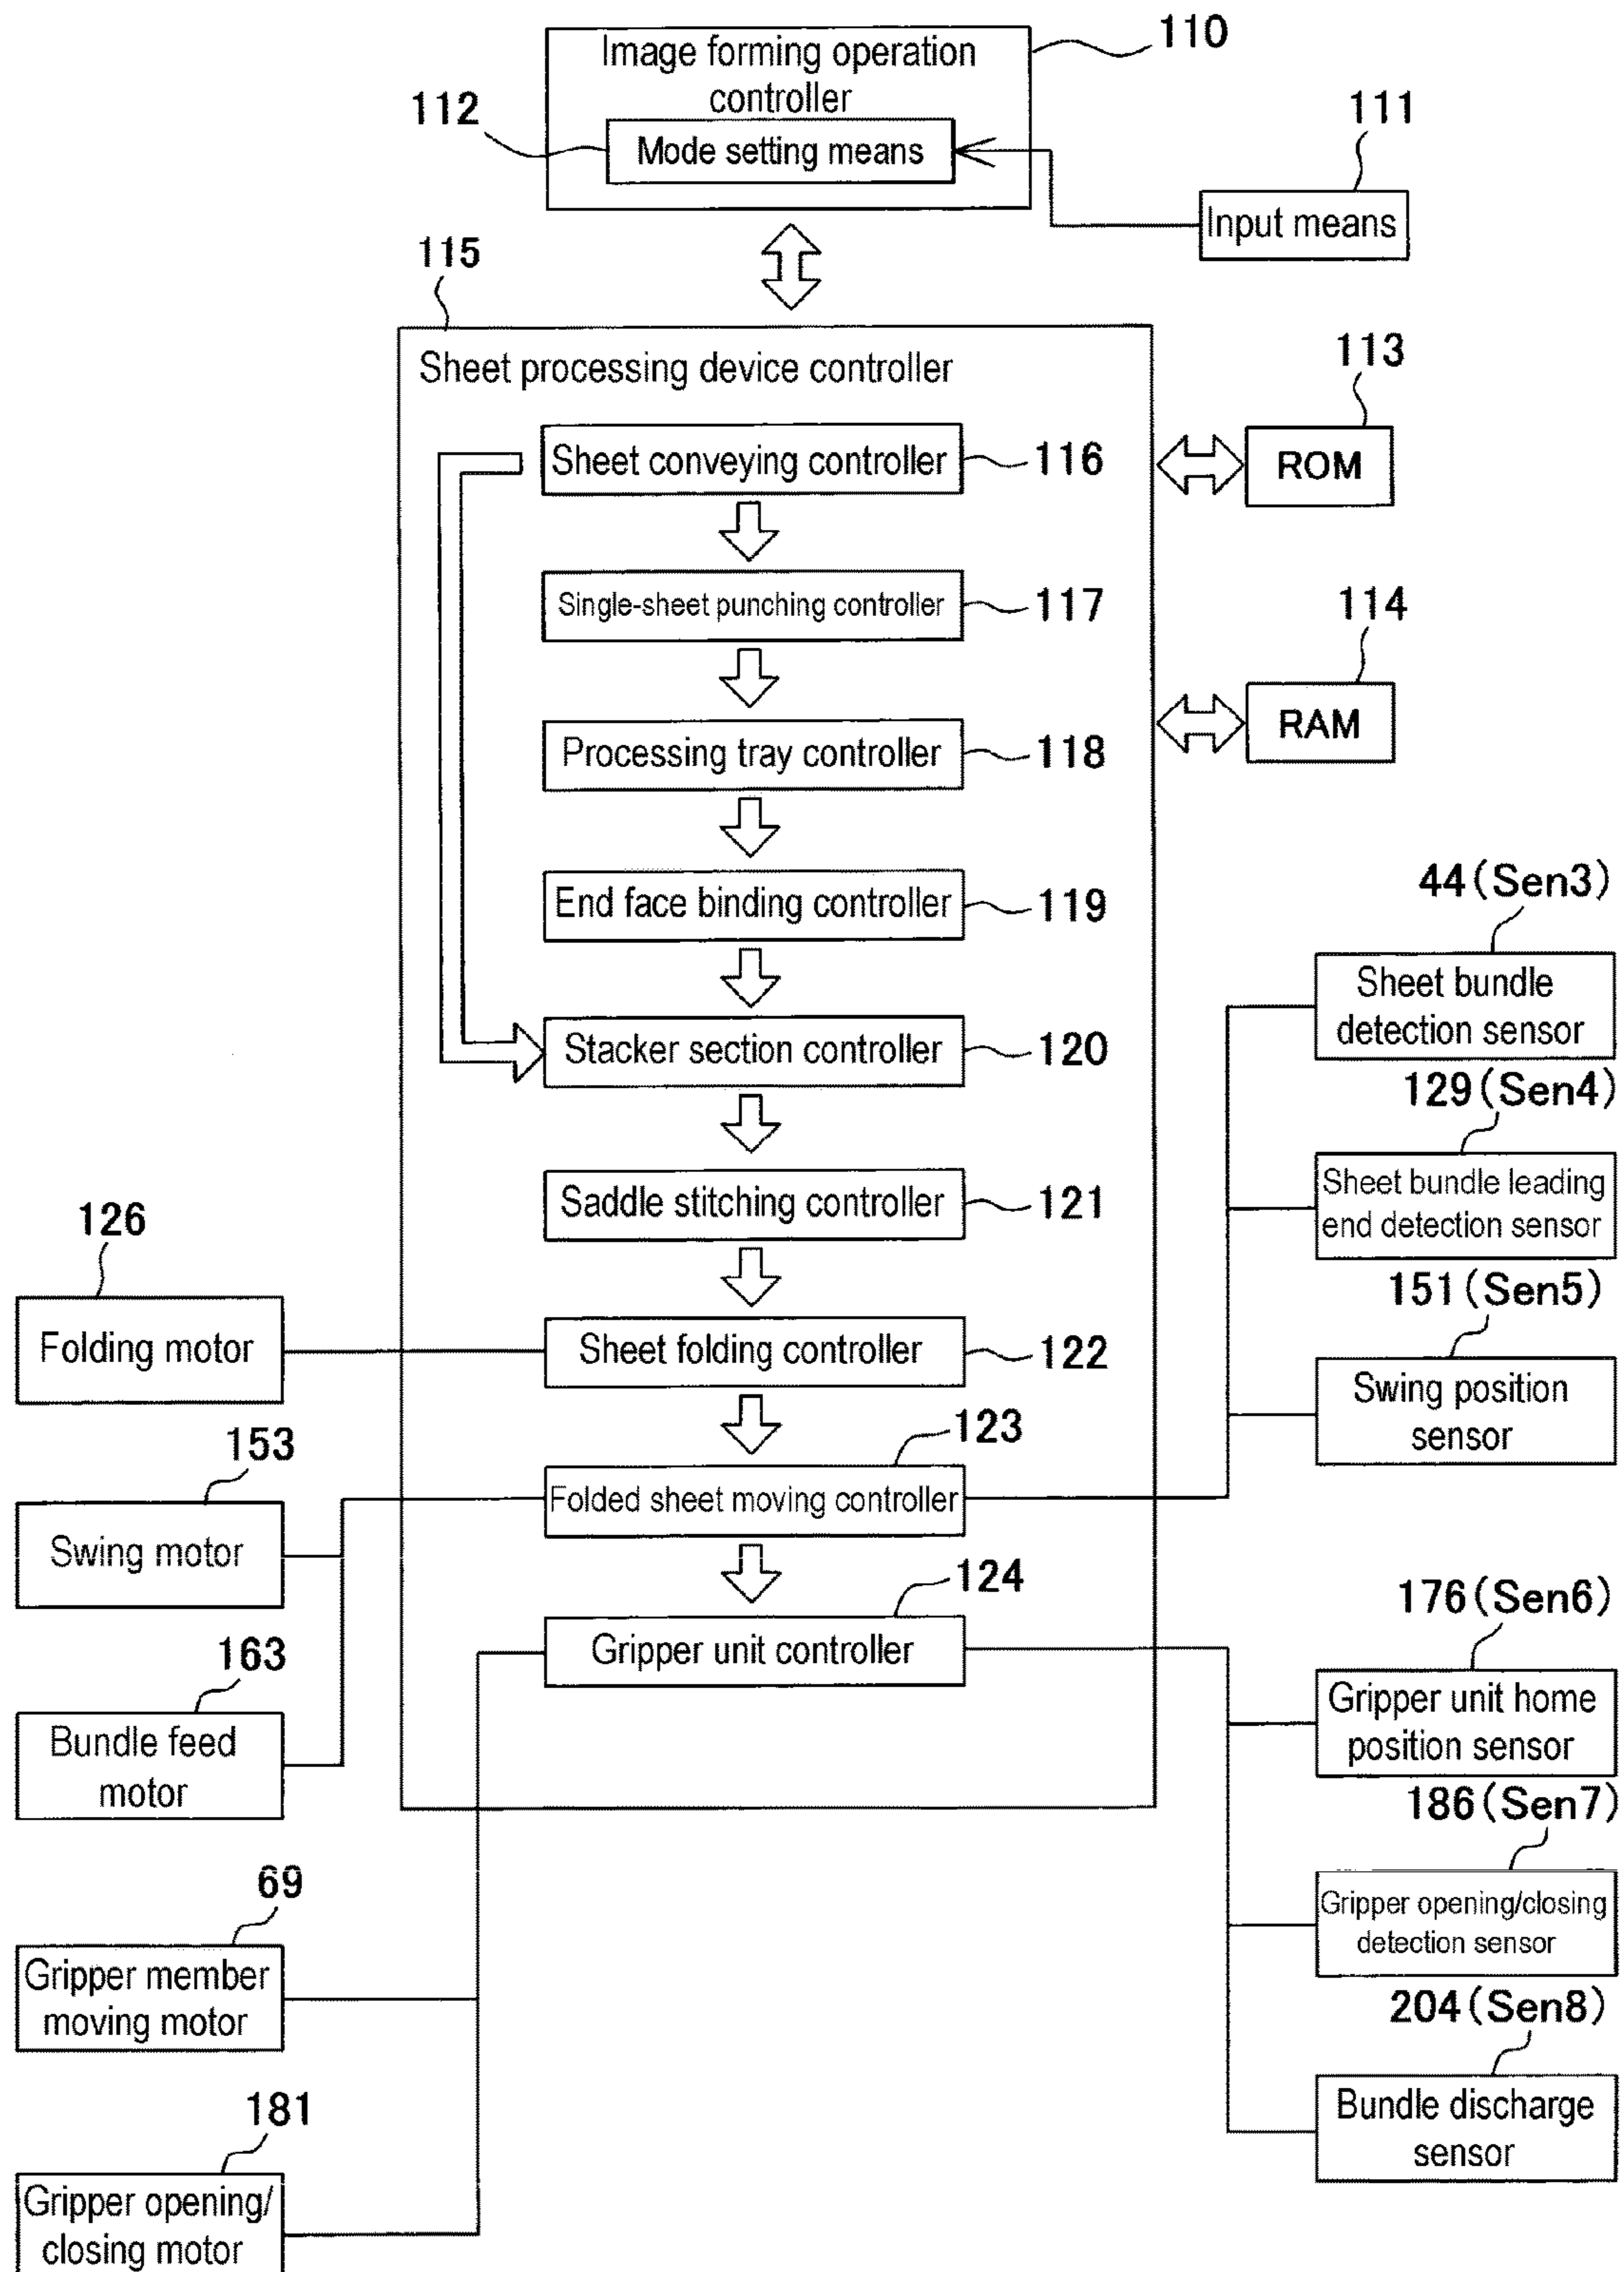 110
Image forming operation
controller
112
Mode setting means
111
Input means
115
Sheet processing device controller
113
ROM
Sheet conveying controller
116
Single-sheet punching controller
117
114
RAM
Processing tray controller
118
End face binding controller
119
44(Sen3)
Sheet bundle
detection sensor
Stacker section controller
120
129(Sen4)
Sheet bundle leading
end detection sensor
Saddle stitching controller
121
126
Folding motor
Sheet folding controller
122
151(Sen5)
Swing position
sensor
153
Swing motor
123
Folded sheet moving controller
163
Bundle feed
motor
124
Gripper unit controller
176(Sen6)
Gripper unit home
position sensor
186(Sen7)
Gripper opening/closing
detection sensor
69
Gripper member
moving motor
204(Sen8)
Bundle discharge
sensor
181
Gripper opening/
closing motor